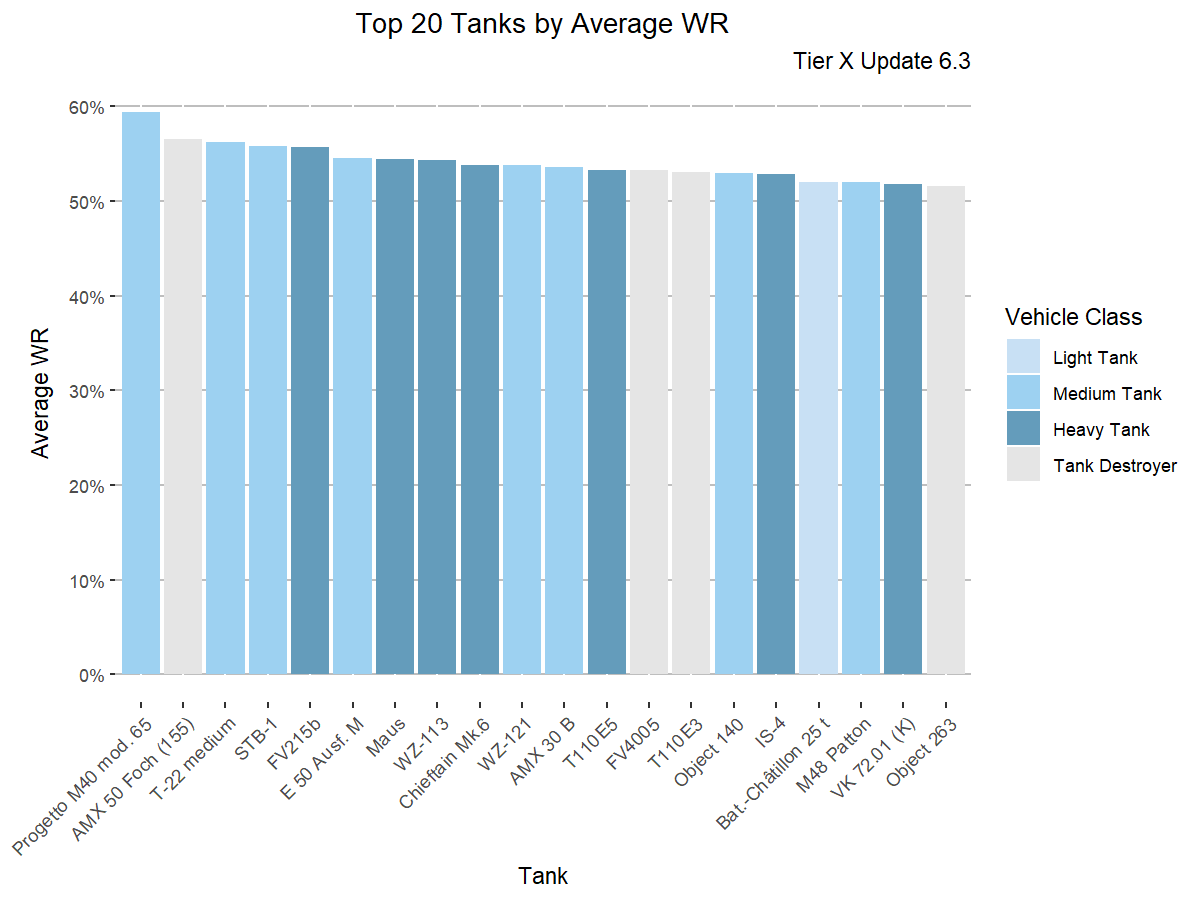 Top 20 Tanks by Average WR
Tier X Update 6.3
Average WR
60%
50%
40%
30%
20%
10%
0%
Progetto M40 mod. 65
AMX 50 Foch (155)
T-22 medium
STB-1
FV215b
E 50 Ausf. M
Maus
WZ-113
Chieftain Mk.6
WZ-121
AMX 30 B
T110E5
FV4005
T110E3
Object 140
IS-4
Bat.-Châtillon 25 t
M48 Patton
VK 72.01 (K)
Object 263
Tank
Vehicle Class
Light Tank
Medium Tank
Heavy Tank
Tank Destroyer